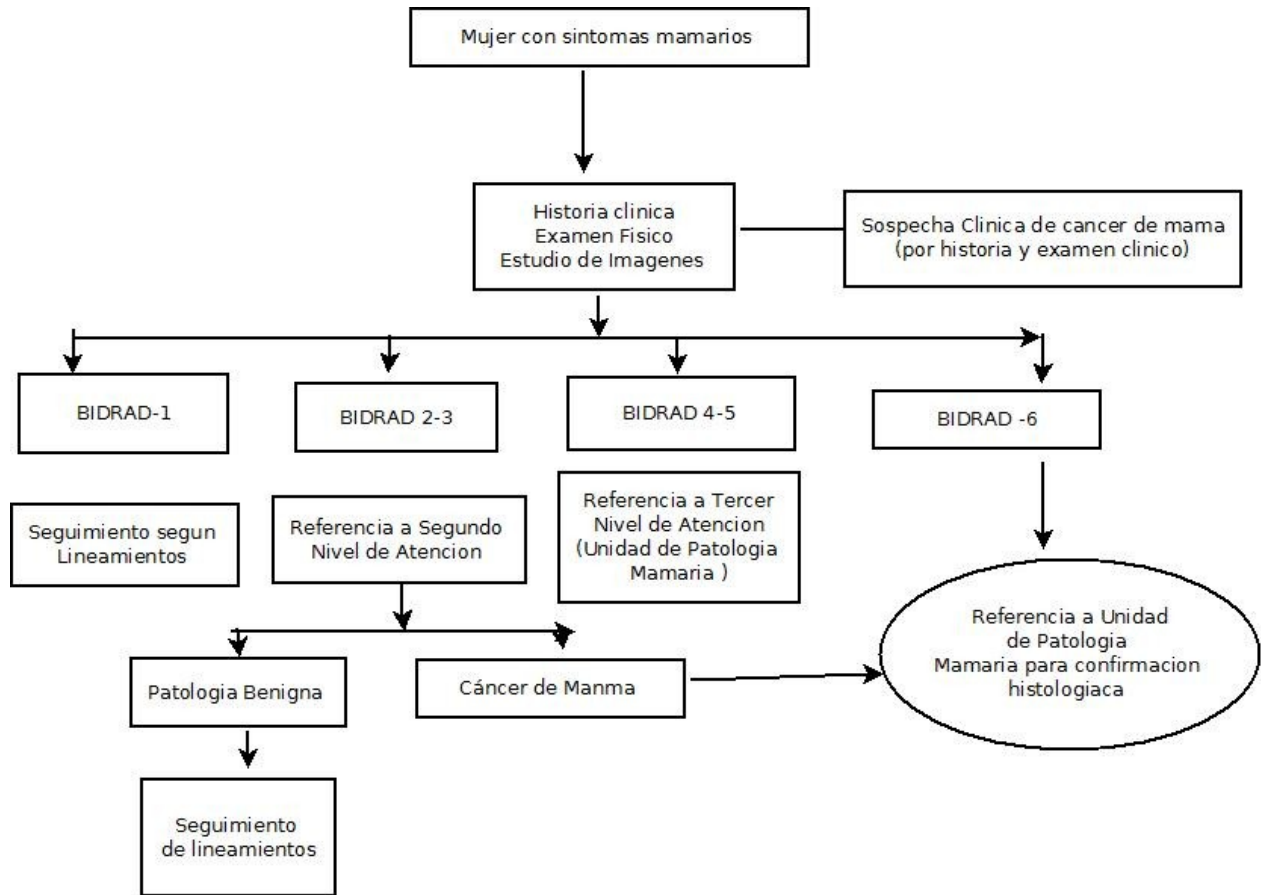 Mujer con sintomas mamarios
Historia clinica
Examen Fisico
Estudio de Imagenes
Sospecha Clinica de cancer de mama
(por historia y examen clinico)
BIDRAD-1
BIDRAD 2-3
BIDRAD 4-5
BIDRAD -6
Seguimiento segun
Lineamientos
Referencia a Segundo
Nivel de Atencion
Referencia a Tercer
Nivel de Atencion
(Unidad de Patologia
Mamaria )
Patologia Benigna
Cáncer de Manma
Referencia a Unidad
de Patologia
Mamaria para confirmacion
histologiaca
Seguimiento
de lineamientos